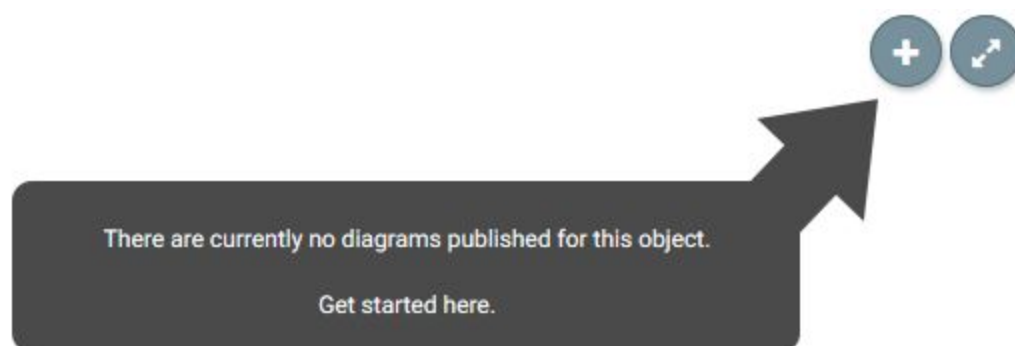 There are currently no diagrams published for this object.
Get started here.